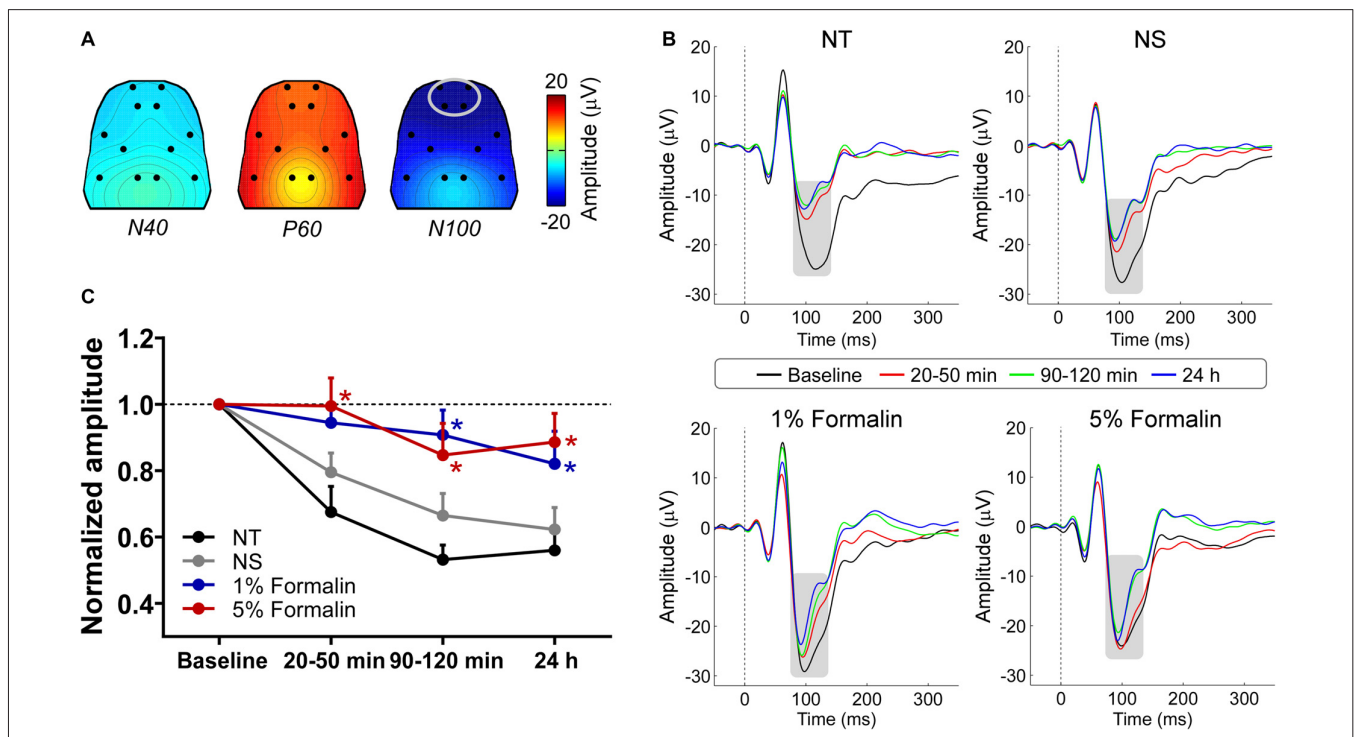 A
N40
P60
N100
20
-20
Amplitude (µV)
B
NT
20
10
0
-10
-20
-30
Amplitude (µV)
0
100
200
300
Time (ms)
NS
20
10
0
-10
-20
-30
Amplitude (µV)
0
100
200
300
Time (ms)
Baseline 20-50 min 90-120 min 24 h
1% Formalin
20
10
0
-10
-20
-30
Amplitude (µV)
0
100
200
300
Time (ms)
5% Formalin
20
10
0
-10
-20
-30
Amplitude (µV)
0
100
200
300
Time (ms)
C
Normalized amplitude
1.2
1.0
0.8
0.6
0.4
*
*
*
*
*
NT
NS
1% Formalin
5% Formalin
Baseline
20-50 min
90-120 min
24 h